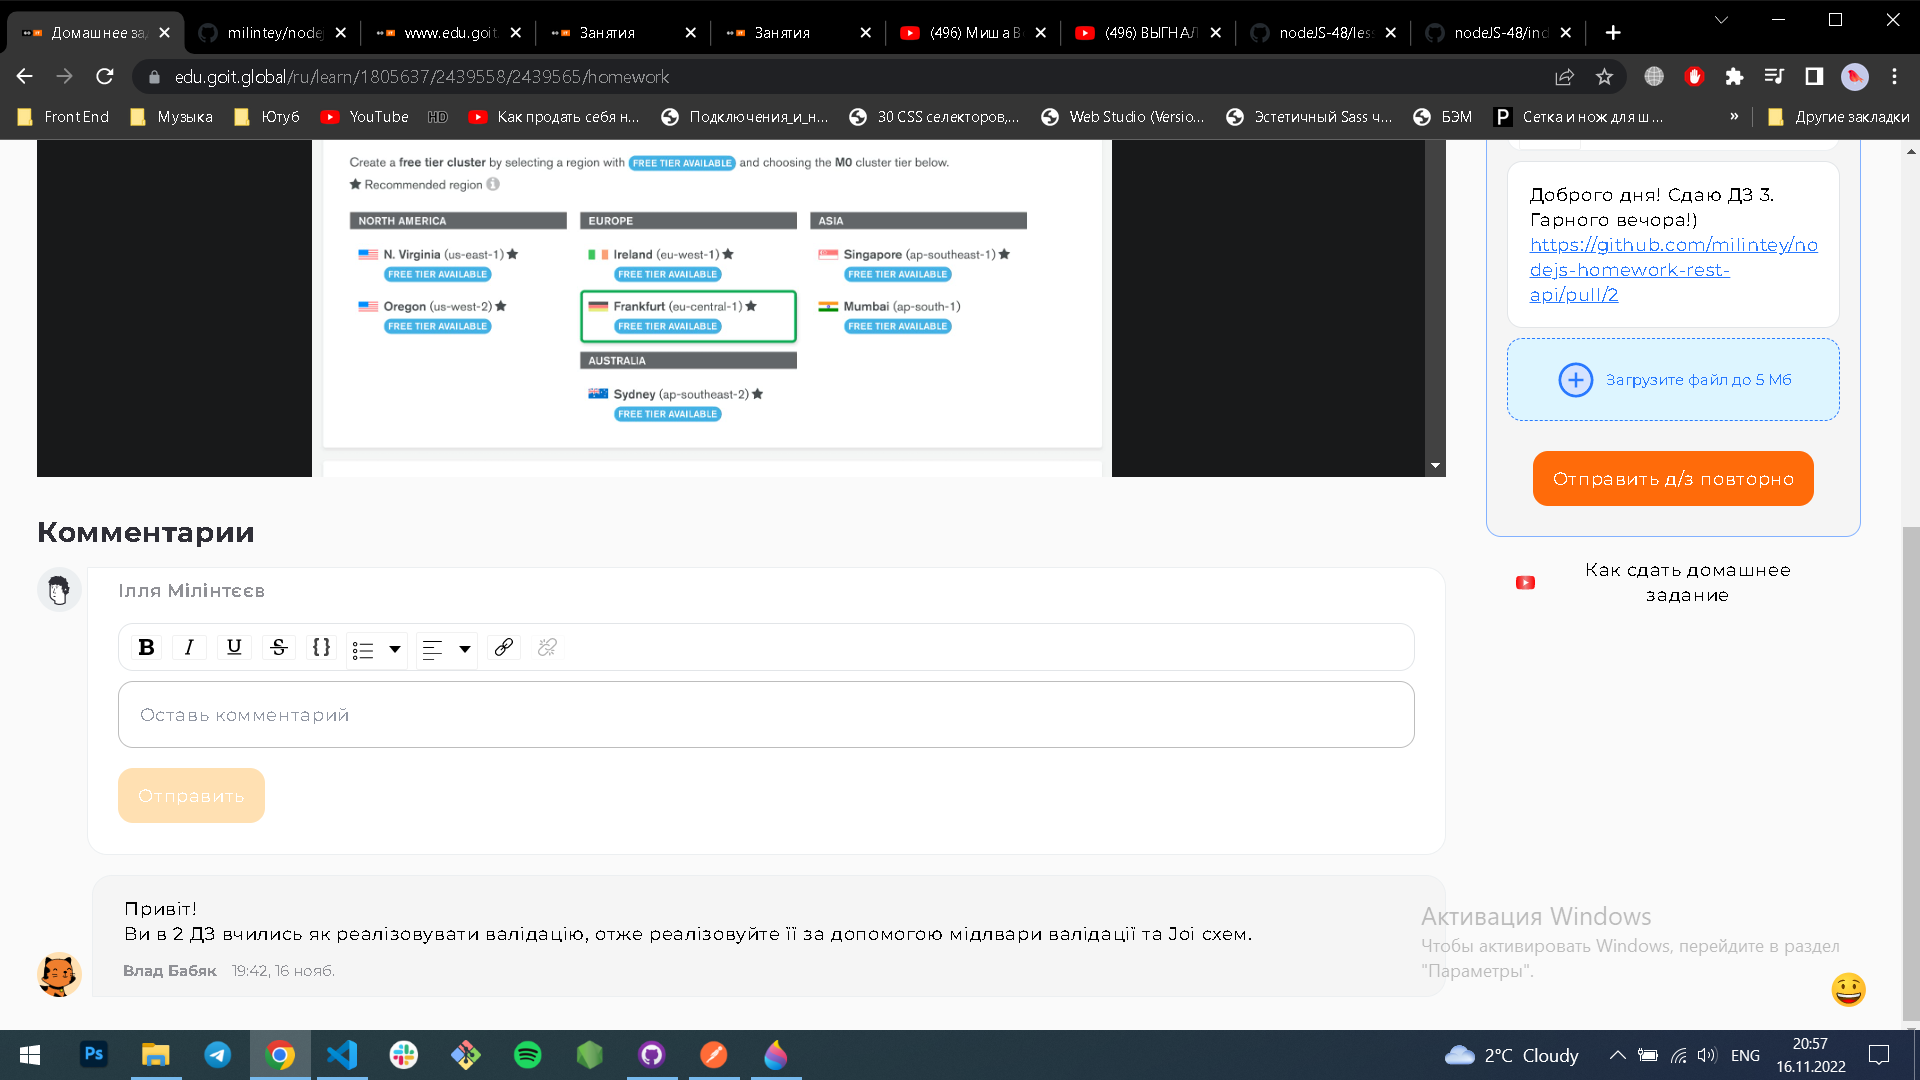 Домашнее за
milintey/node
www.edu.goit
Занятия
Занятия
(496) Миша В
(496) ВЫГНАЛ
nodeJS-48/les
nodeJS-48/ind
edu.goit.global/ru/learn/1805637/2439558/2439565/homework
Front End
Музыка
Ютуб
YouTube
HD
Как продать себя н...
Подключения_и_н...
30 CSS селекторов,...
Web Studio (Versio...
Эстетичный Sass ч...
БЭМ
P
Сетка и нож для ш...
»
Другие закладки
Create a free tier cluster by selecting a region with FREE TIER AVAILABLE and choosing the M0 cluster tier below.
★ Recommended region
NORTH AMERICA
N. Virginia (us-east-1) ★
FREE TIER AVAILABLE
Oregon (us-west-2) ★
FREE TIER AVAILABLE
EUROPE
Ireland (eu-west-1) ★
FREE TIER AVAILABLE
Frankfurt (eu-central-1) ★
FREE TIER AVAILABLE
AUSTRALIA
Sydney (ap-southeast-2) ★
FREE TIER AVAILABLE
ASIA
Singapore (ap-southeast-1) ★
FREE TIER AVAILABLE
Mumbai (ap-south-1)
FREE TIER AVAILABLE
Доброго дня! Сдаю ДЗ 3.
Гарного вечора!)
https://github.com/milintey/no
dejs-homework-rest-
api/pull/2
Загрузите файл до 5 Мб
Отправить д/з повторно
Как сдать домашнее
задание
Комментарии
Ілля Мілінтєєв
B I U S {}
Оставь комментарий
Отправить
Привіт!
Ви в 2 ДЗ вчились як реалізовувати валідацію, отже реалізовуйте її за допомогою мідлвари валідації та Joi схем.
Влад Бабяк 19:42, 16 нояб.
Активация Windows
Чтобы активировать Windows, перейдите в раздел
"Параметры".
Ps
2°C Cloudy
ENG
20:57
16.11.2022